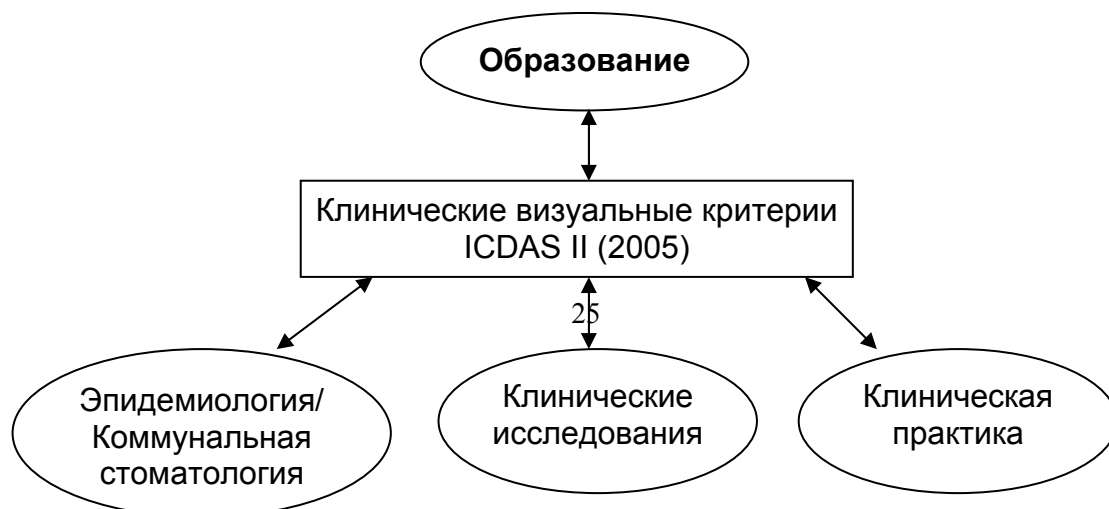 Образование
Клинические визуальные критерии
ICDAS II (2005)
25
Эпидемиология/
Коммунальная
стоматология
Клинические
исследования
Клиническая
практика